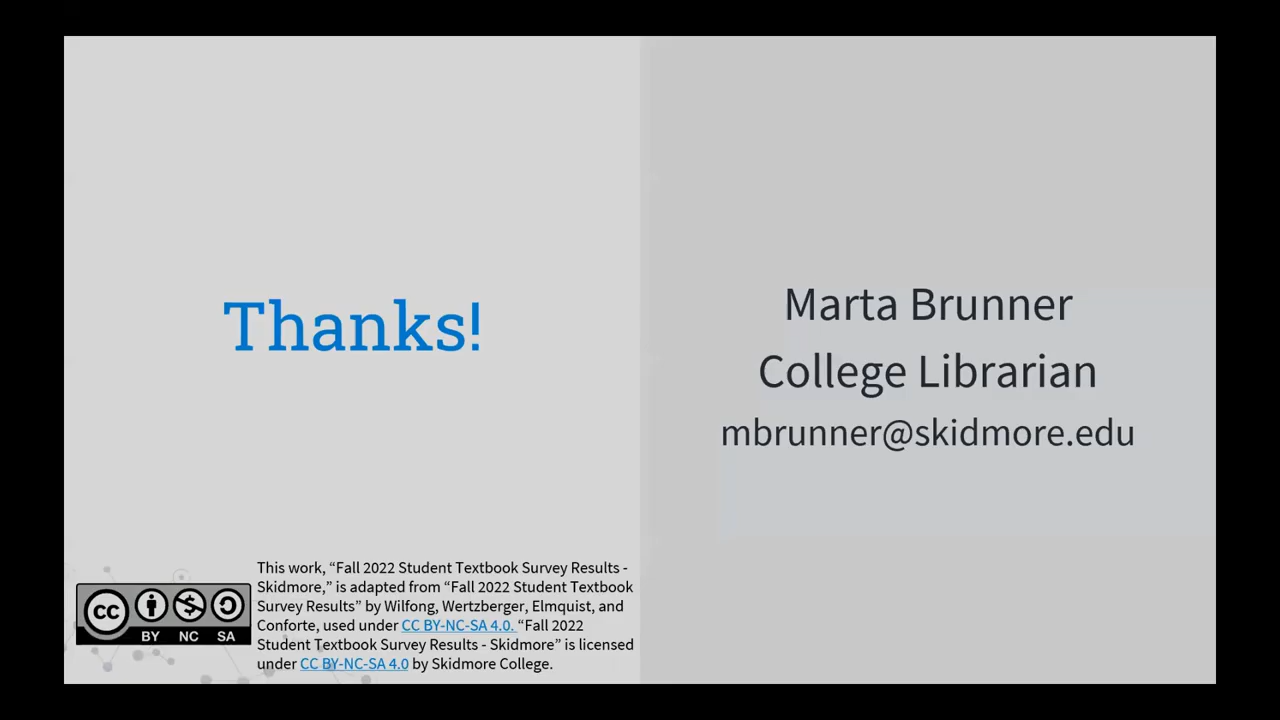 Thanks!
Marta Brunner
College Librarian
mbrunner@skidmore.edu
This work, “Fall 2022 Student Textbook Survey Results -
Skidmore,” is adapted from “Fall 2022 Student Textbook
Survey Results” by Wilfong, Wertzberger, Elmquist, and
Conforte, used under CC BY-NC-SA 4.0. “Fall 2022
Student Textbook Survey Results - Skidmore” is licensed
under CC BY-NC-SA 4.0 by Skidmore College.
CC
BY NC SA